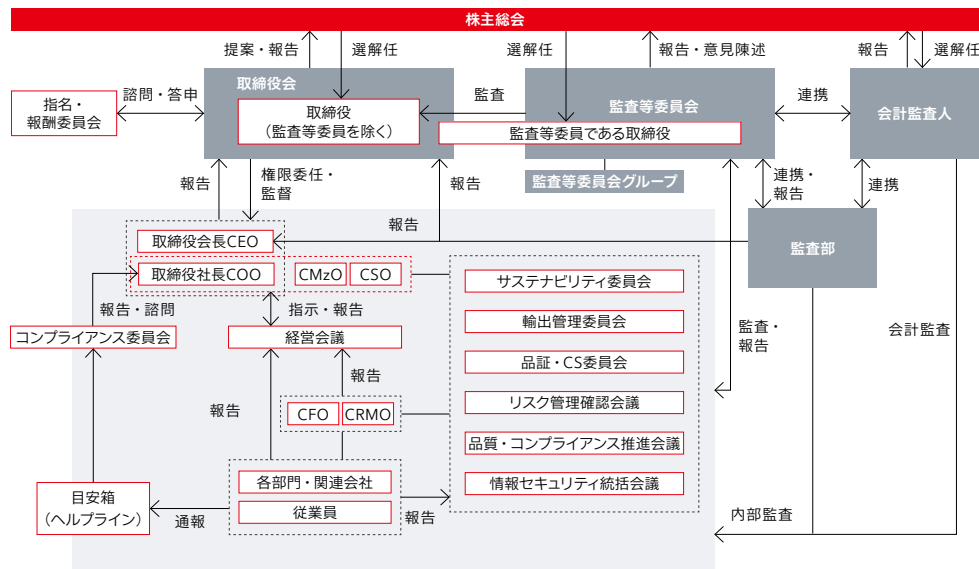 株主総会
提案・報告
選解任
選解任
報告・意見陳述
報告
選解任
取締役会
監査等委員会
会計監査人
指名・
報酬委員会
諮問・答申
取締役
（監査等委員を除く）
監査
監査等委員である取締役
連携
監査等委員会グループ
報告
権限委任・
監督
報告
連携・
報告
連携
報告
監査部
取締役会長CEO
取締役社長COO
CMzO
CSO
サステナビリティ委員会
報告・諮問
指示・報告
輸出管理委員会
コンプライアンス委員会
経営会議
監査・
報告
会計監査
品証・CS委員会
報告
報告
リスク管理確認会議
CFO
CRMO
品質・コンプライアンス推進会議
各部門・関連会社
情報セキュリティ統括会議
目安箱
（ヘルプライン）
通報
従業員
報告
内部監査